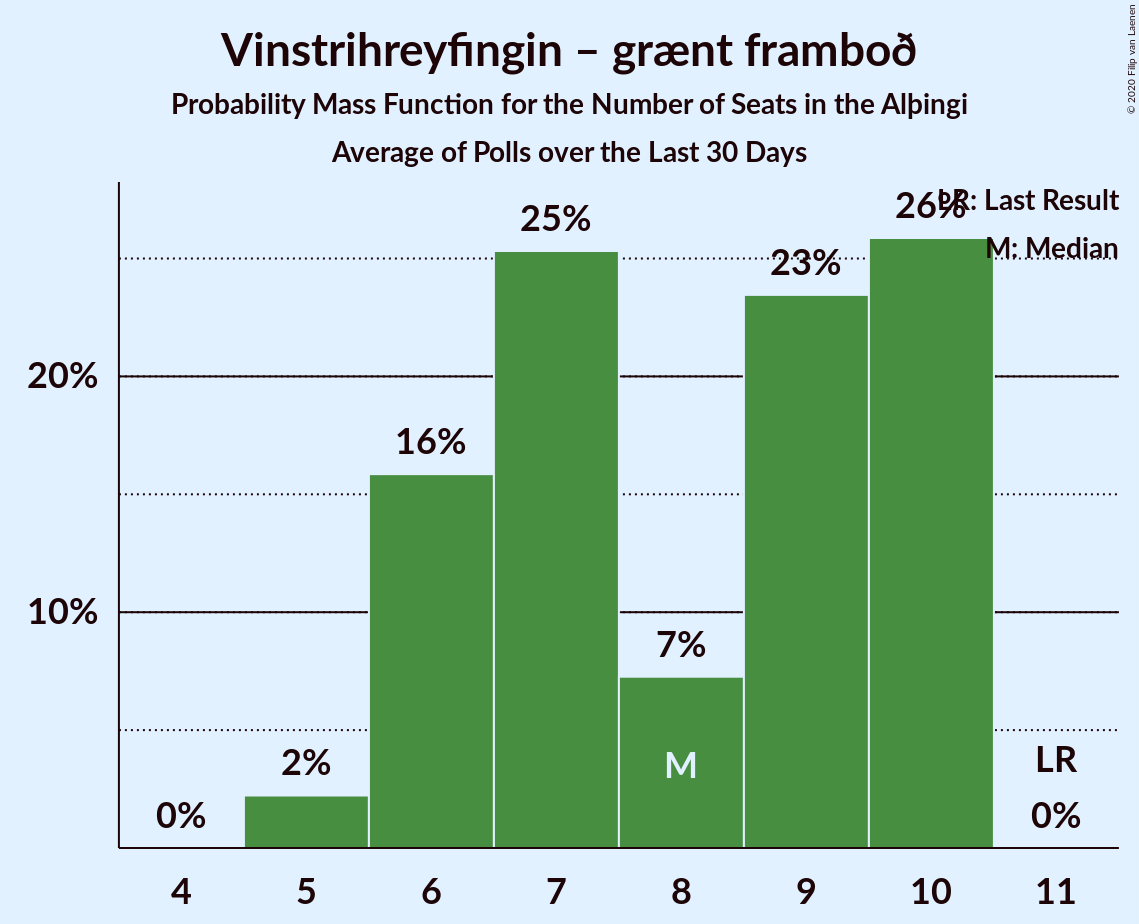 Vinstrihreyfingin – grænt framboð
Probability Mass Function for the Number of Seats in the Alþingi
Average of Polls over the Last 30 Days
© 2020 Filip van Laenen
LR: Last Result
M: Median
26%
25%
23%
20%
16%
10%
7%
M
2%
LR
0%
0%
4 5 6 7 8 9 10 11